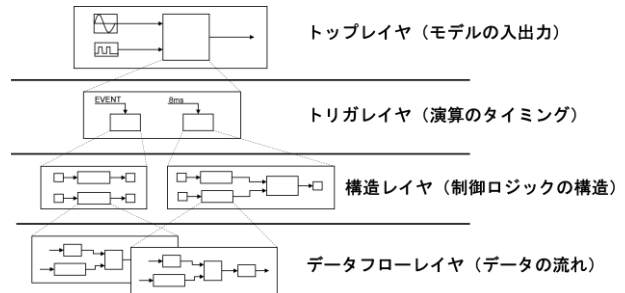 トップレイヤ（モデルの入出力）
EVENT
8ms
トリガレイヤ（演算のタイミング）
構造レイヤ（制御ロジックの構造）
データフローレイヤ（データの流れ）